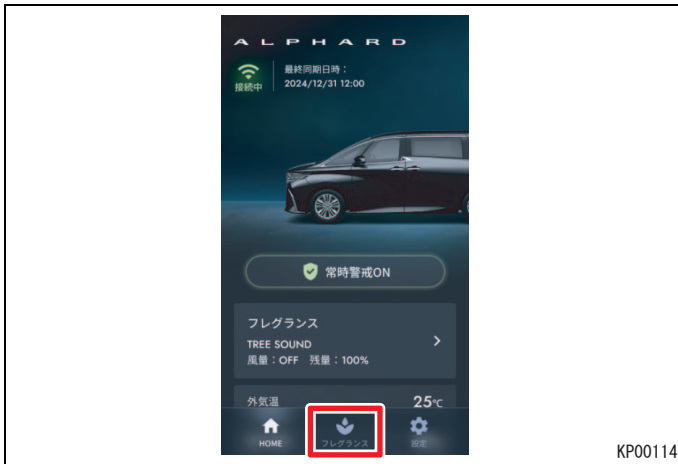 ALPHARD
最終同期日時：
接続中
2024/12/31 12:00
常時警戒ON
フレグランス
TREE SOUND
風量：OFF 残量：100%
外気温 25℃
HOME フレグランス 設定
KP00114